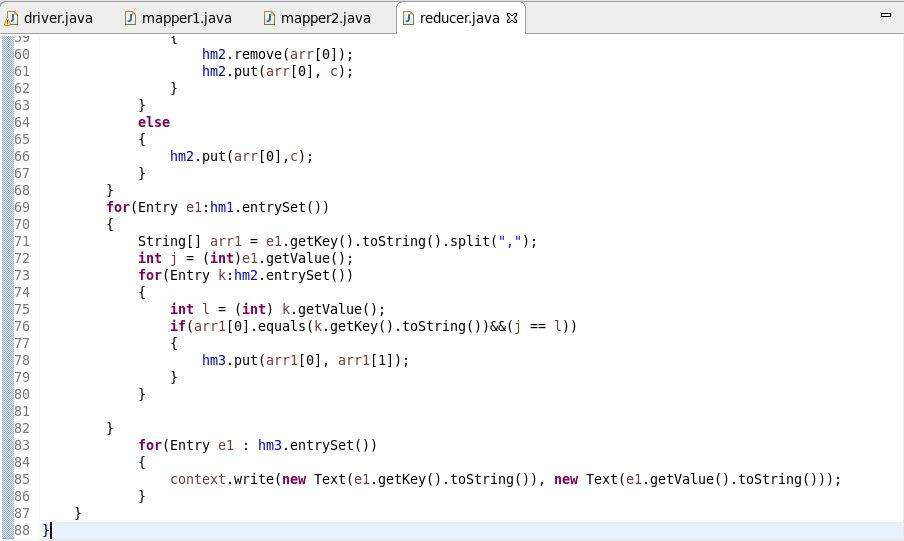 driver.java mapper1.java mapper2.java reducer.java
59 {
60 hm2.remove(arr[0]);
61 hm2.put(arr[0], c);
62 }
63 }
64 else
65 {
66 hm2.put(arr[0],c);
67 }
68 }
69 for(Entry e1:hm1.entrySet())
70 {
71 String[] arr1 = e1.getKey().toString().split(",");
72 int j = (int)e1.getValue();
73 for(Entry k:hm2.entrySet())
74 {
75 int l = (int) k.getValue();
76 if(arr1[0].equals(k.getKey().toString())&&(j == l))
77 {
78 hm3.put(arr1[0], arr1[1]);
79 }
80 }
81
82 }
83 for(Entry e1 : hm3.entrySet())
84 {
85 context.write(new Text(e1.getKey().toString()), new Text(e1.getValue().toString()));
86 }
87 }
88 }